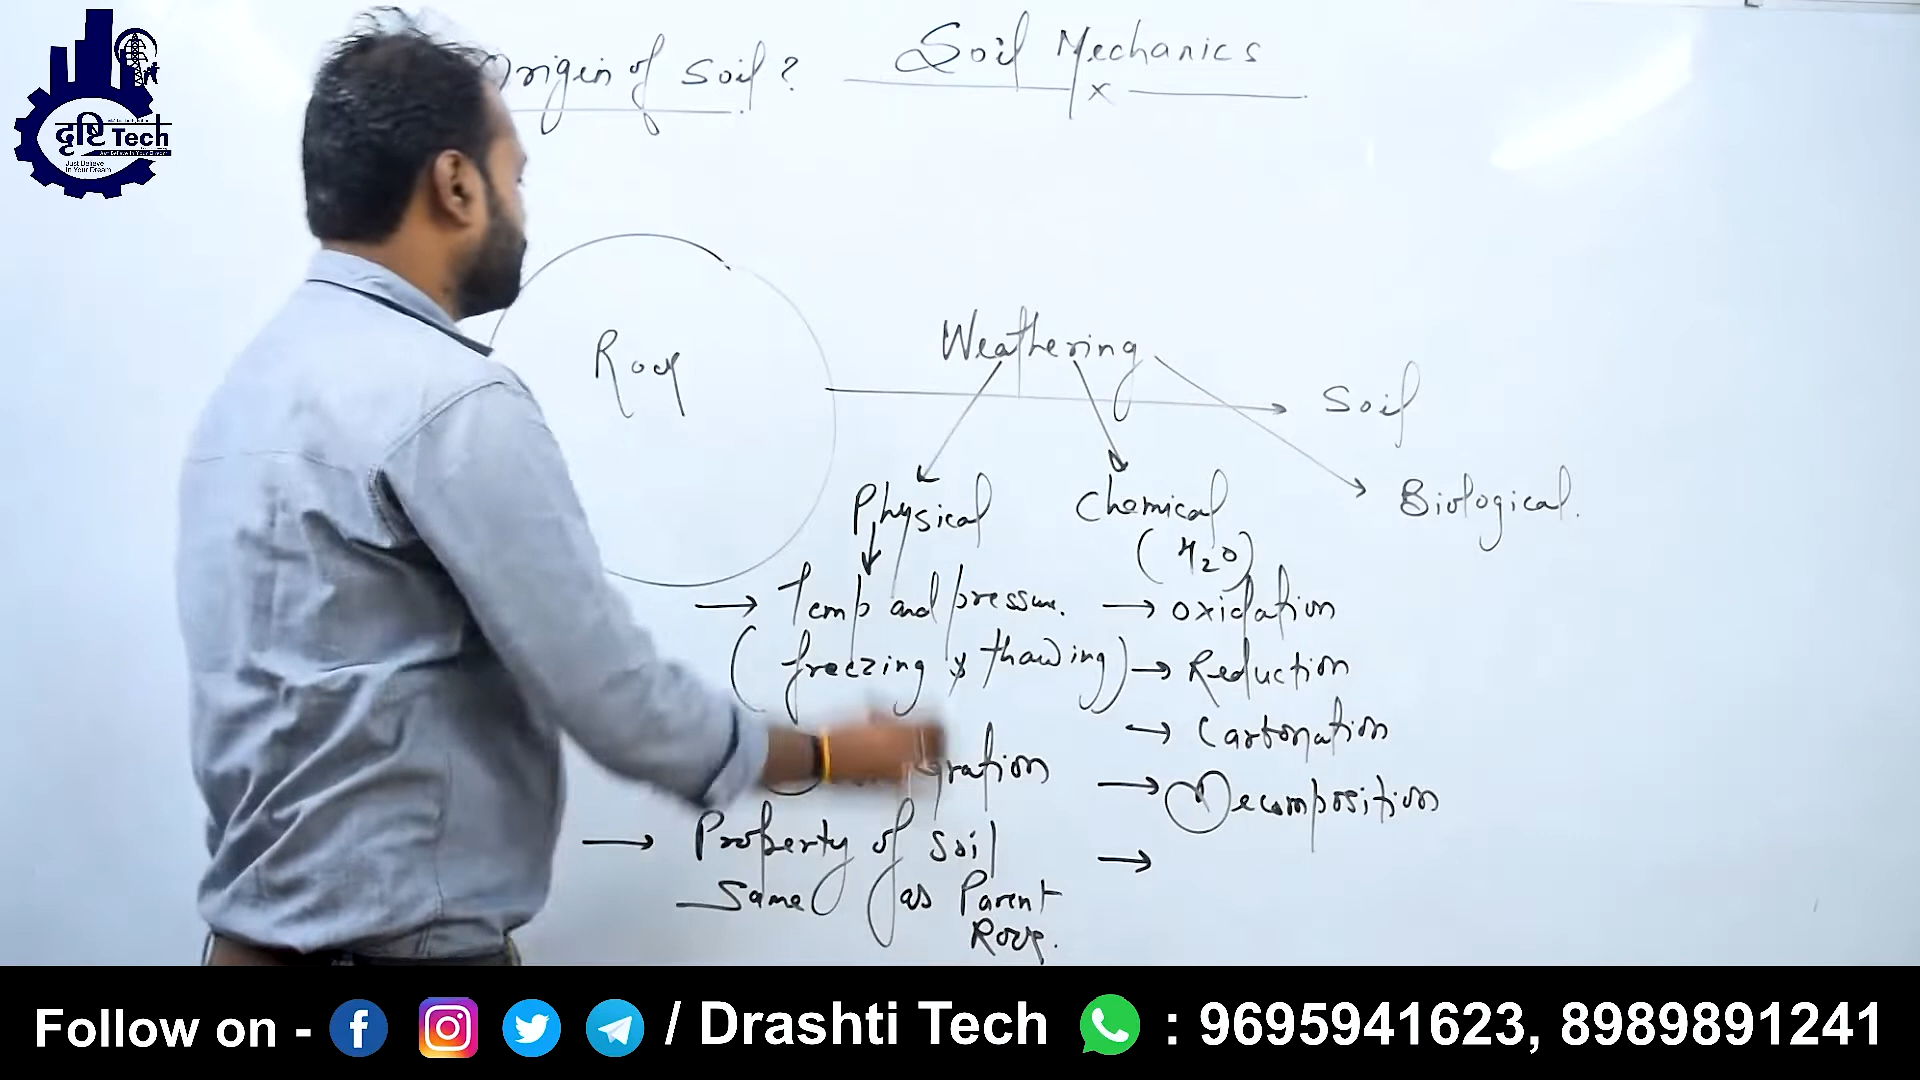 Origin of Soil? Soil Mechanics
x
दृष्टि Tech
Just Believe
In Your Dream
Rock
Weathering
Soil
Physical Chemical Biological.
(H2O)
→ Temp and pressure. → Oxidation
(freezing & thawing) → Reduction
→ Carbonation
gration → Decomposition
→ Property of Soil →
Same as Parent
Rock.
Follow on - / Drashti Tech : 9695941623, 8989891241